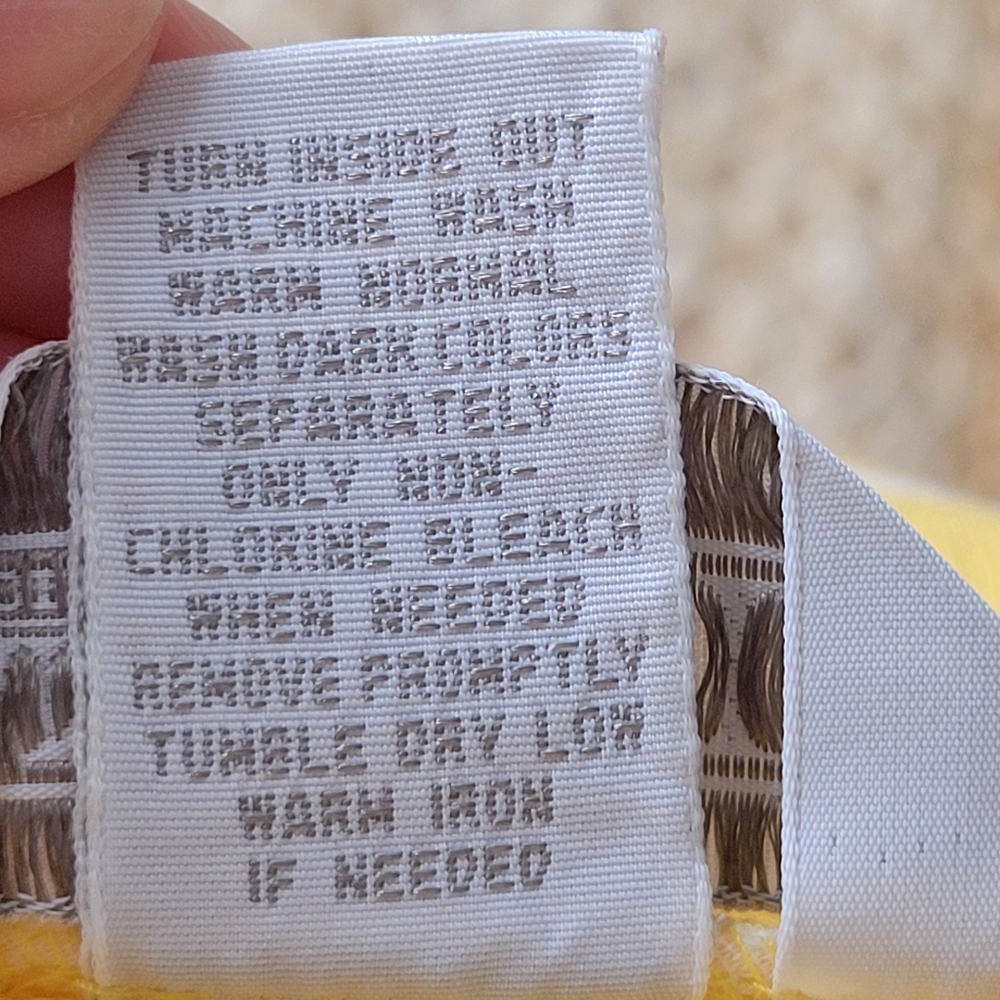 TURN INSIDE OUT
MACHINE WASH
WARM NORMAL
WASH DARK COLORS
SEPARATELY
ONLY NON-
CHLORINE BLEACH
WHEN NEEDED
REMOVE PROMPTLY
TUMBLE DRY LOW
WARM IRON
IF NEEDED